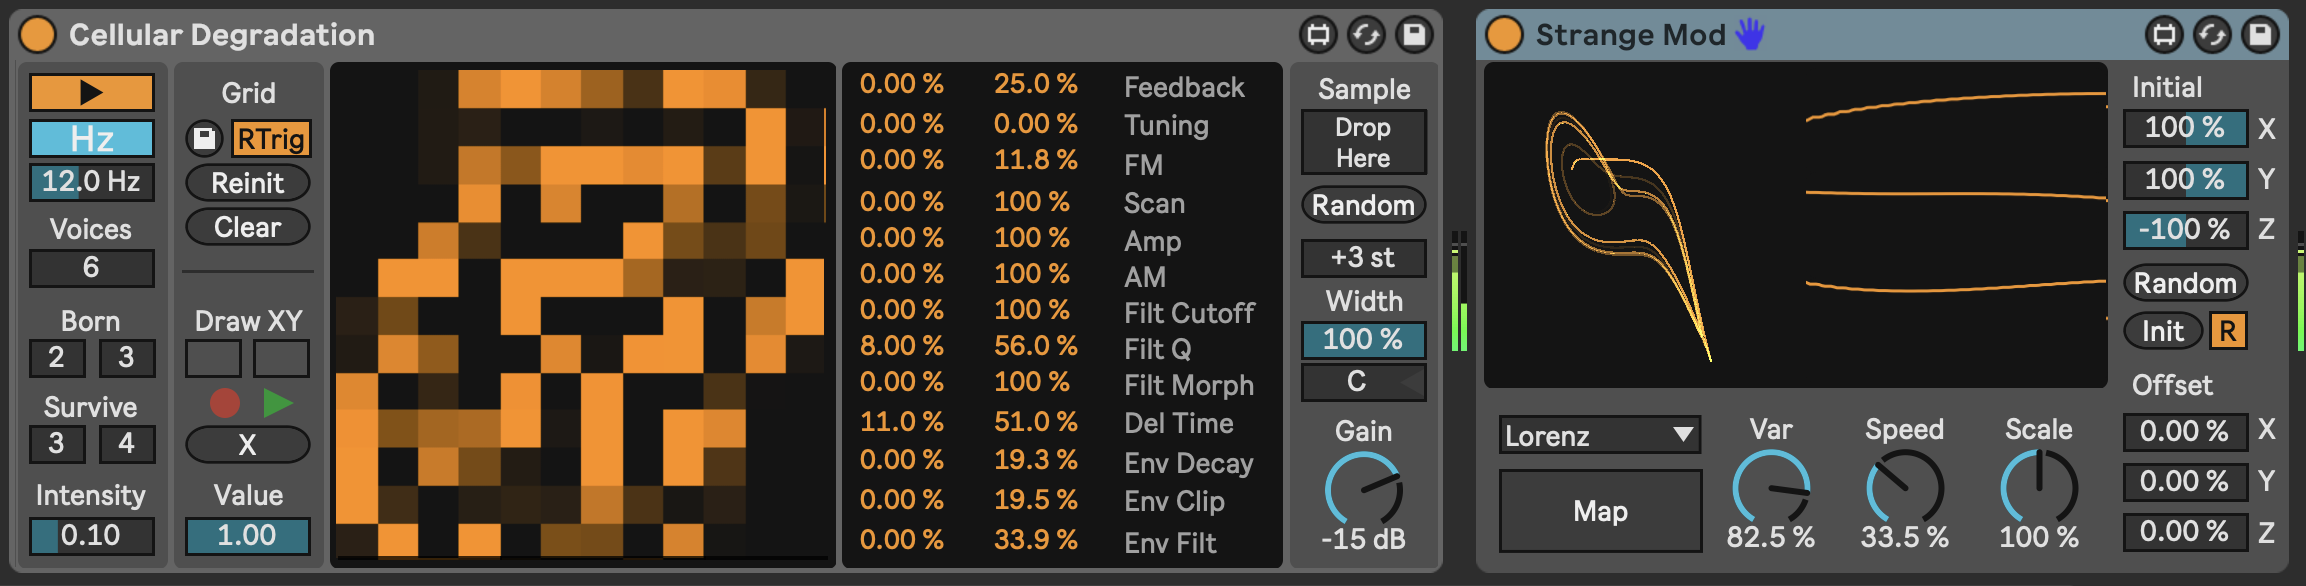 Cellular Degradation
Hz
12.0 Hz
Voices
6
Born
2 3
Survive
3 4
Intensity
0.10
Grid
RTrig
Reinit
Clear
Draw XY
X
Value
1.00
0.00 % 25.0 % Feedback
0.00 % 0.00 % Tuning
0.00 % 11.8 % FM
0.00 % 100 % Scan
0.00 % 100 % Amp
0.00 % 100 % AM
0.00 % 100 % Filt Cutoff
8.00 % 56.0 % Filt Q
0.00 % 100 % Filt Morph
11.0 % 51.0 % Del Time
0.00 % 19.3 % Env Decay
0.00 % 19.5 % Env Clip
0.00 % 33.9 % Env Filt
Sample
Drop
Here
Random
+3 st
Width
100 %
C
Gain
-15 dB
Strange Mod
Lorenz
Map
Var
82.5 %
Speed
33.5 %
Scale
100 %
Initial
100 % X
100 % Y
-100 % Z
Random
Init R
Offset
0.00 % X
0.00 % Y
0.00 % Z